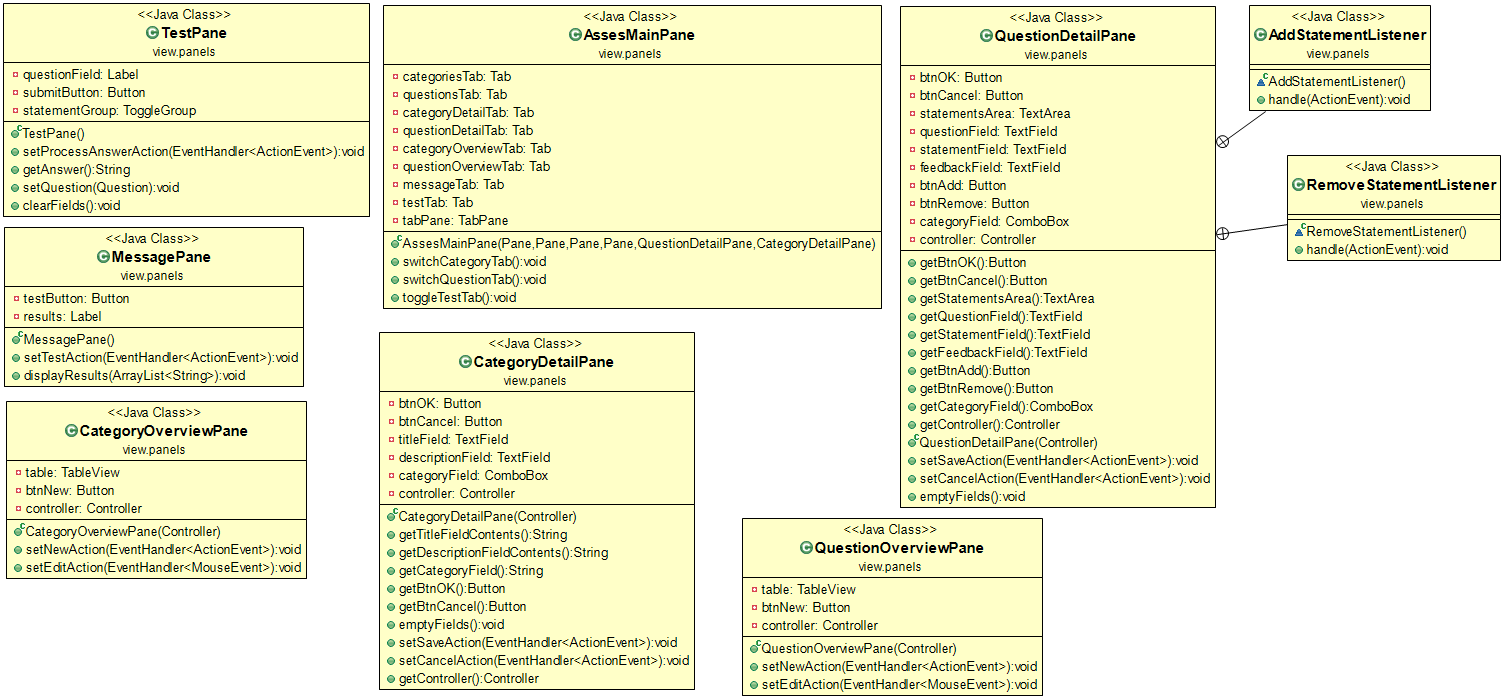 <<Java Class>>
TestPane
view.panels
questionField: Label
submitButton: Button
statementGroup: ToggleGroup
TestPane()
setProcessAnswerAction(EventHandler<ActionEvent>):void
getAnswer():String
setQuestion(Question):void
clearFields():void
<<Java Class>>
MessagePane
view.panels
testButton: Button
results: Label
MessagePane()
setTestAction(EventHandler<ActionEvent>):void
displayResults(ArrayList<String>):void
<<Java Class>>
CategoryOverviewPane
view.panels
table: TableView
btnNew: Button
controller: Controller
CategoryOverviewPane(Controller)
setNewAction(EventHandler<ActionEvent>):void
setEditAction(EventHandler<MouseEvent>):void
<<Java Class>>
AssesMainPane
view.panels
categoriesTab: Tab
questionsTab: Tab
categoryDetailTab: Tab
questionDetailTab: Tab
categoryOverviewTab: Tab
questionOverviewTab: Tab
messageTab: Tab
testTab: Tab
tabPane: TabPane
AssesMainPane(Pane,Pane,Pane,Pane,QuestionDetailPane,CategoryDetailPane)
switchCategoryTab():void
switchQuestionTab():void
toggleTestTab():void
<<Java Class>>
CategoryDetailPane
view.panels
btnOK: Button
btnCancel: Button
titleField: TextField
descriptionField: TextField
categoryField: ComboBox
controller: Controller
CategoryDetailPane(Controller)
getTitleFieldContents():String
getDescriptionFieldContents():String
getCategoryField():String
getBtnOK():Button
getBtnCancel():Button
emptyFields():void
setSaveAction(EventHandler<ActionEvent>):void
setCancelAction(EventHandler<ActionEvent>):void
getController():Controller
<<Java Class>>
QuestionDetailPane
view.panels
btnOK: Button
btnCancel: Button
statementsArea: TextArea
questionField: TextField
statementField: TextField
feedbackField: TextField
btnAdd: Button
btnRemove: Button
categoryField: ComboBox
controller: Controller
getBtnOK():Button
getBtnCancel():Button
getStatementsArea():TextArea
getQuestionField():TextField
getStatementField():TextField
getFeedbackField():TextField
getBtnAdd():Button
getBtnRemove():Button
getCategoryField():ComboBox
getController():Controller
QuestionDetailPane(Controller)
setSaveAction(EventHandler<ActionEvent>):void
setCancelAction(EventHandler<ActionEvent>):void
emptyFields():void
<<Java Class>>
QuestionOverviewPane
view.panels
table: TableView
btnNew: Button
controller: Controller
QuestionOverviewPane(Controller)
setNewAction(EventHandler<ActionEvent>):void
setEditAction(EventHandler<MouseEvent>):void
<<Java Class>>
AddStatementListener
view.panels
AddStatementListener()
handle(ActionEvent):void
<<Java Class>>
RemoveStatementListener
view.panels
RemoveStatementListener()
handle(ActionEvent):void